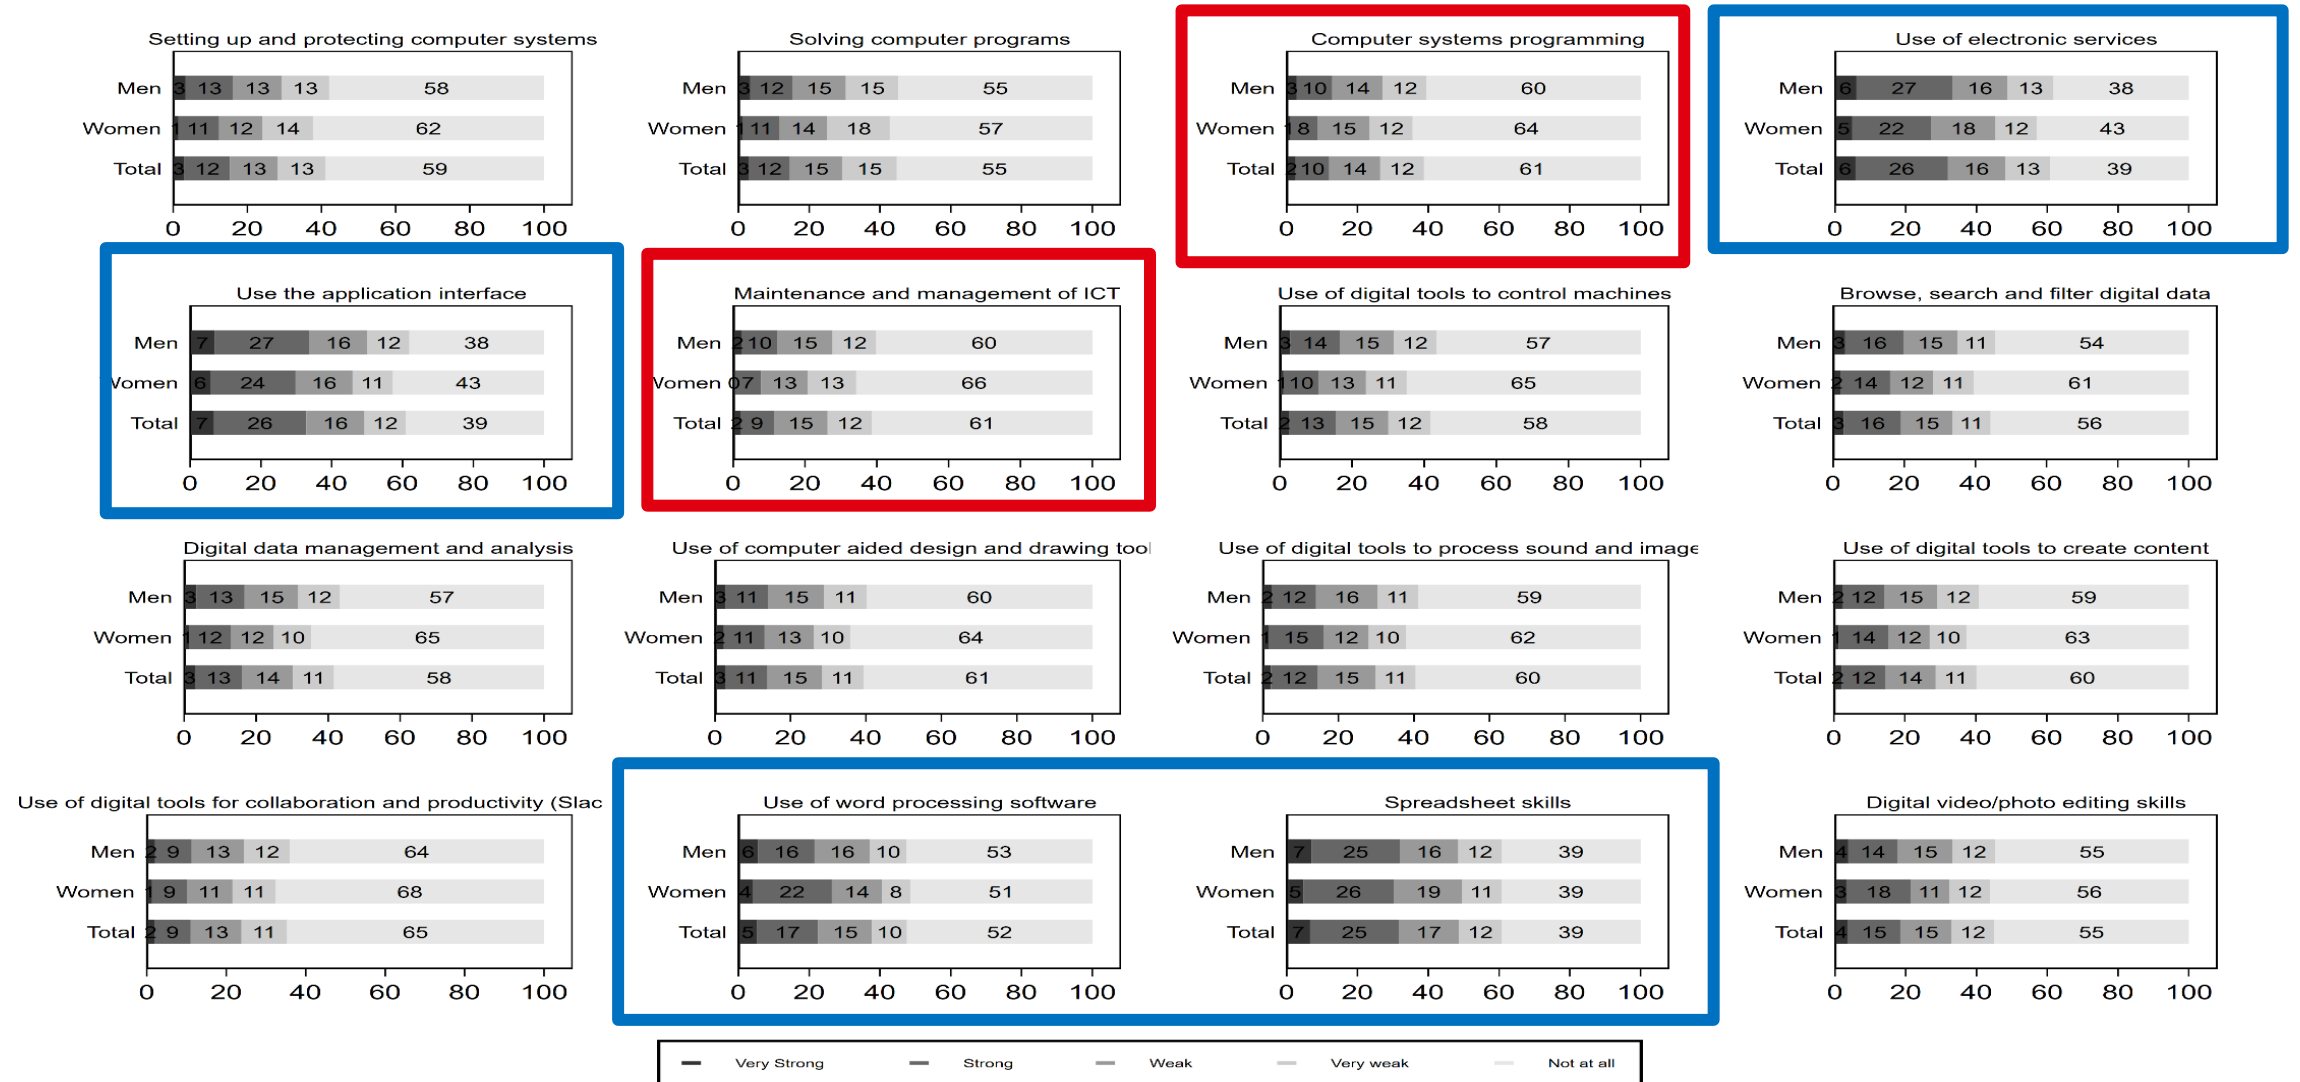 Setting up and protecting computer systems
Men 3 13 13 13 58
Women 1 11 12 14 62
Total 3 12 13 13 59
0 20 40 60 80 100
Solving computer programs
Men 3 12 15 15 55
Women 1 11 14 18 57
Total 3 12 15 15 55
0 20 40 60 80 100
Computer systems programming
Men 3 10 14 12 60
Women 1 8 15 12 64
Total 2 10 14 12 61
0 20 40 60 80 100
Use of electronic services
Men 6 27 16 13 38
Women 5 22 18 12 43
Total 6 26 16 13 39
0 20 40 60 80 100
Use the application interface
Men 7 27 16 12 38
Women 6 24 16 11 43
Total 7 26 16 12 39
0 20 40 60 80 100
Maintenance and management of ICT
Men 2 10 15 12 60
Women 0 7 13 13 66
Total 2 9 15 12 61
0 20 40 60 80 100
Use of digital tools to control machines
Men 3 14 15 12 57
Women 1 10 13 11 65
Total 2 13 15 12 58
0 20 40 60 80 100
Browse, search and filter digital data
Men 3 16 15 11 54
Women 2 14 12 11 61
Total 3 16 15 11 56
0 20 40 60 80 100
Digital data management and analysis
Men 3 13 15 12 57
Women 1 12 12 10 65
Total 3 13 14 11 58
0 20 40 60 80 100
Use of computer aided design and drawing tool
Men 3 11 15 11 60
Women 2 11 13 10 64
Total 3 11 15 11 61
0 20 40 60 80 100
Use of digital tools to process sound and image
Men 2 12 16 11 59
Women 1 15 12 10 62
Total 2 12 15 11 60
0 20 40 60 80 100
Use of digital tools to create content
Men 2 12 15 12 59
Women 1 14 12 10 63
Total 2 12 14 11 60
0 20 40 60 80 100
Use of digital tools for collaboration and productivity (Slac
Men 2 9 13 12 64
Women 1 9 11 11 68
Total 2 9 13 11 65
0 20 40 60 80 100
Use of word processing software
Men 6 16 16 10 53
Women 4 22 14 8 51
Total 5 17 15 10 52
0 20 40 60 80 100
Spreadsheet skills
Men 7 25 16 12 39
Women 5 26 19 11 39
Total 7 25 17 12 39
0 20 40 60 80 100
Digital video/photo editing skills
Men 4 14 15 12 55
Women 3 18 11 12 56
Total 4 15 15 12 55
0 20 40 60 80 100
Very Strong Strong Weak Very weak Not at all